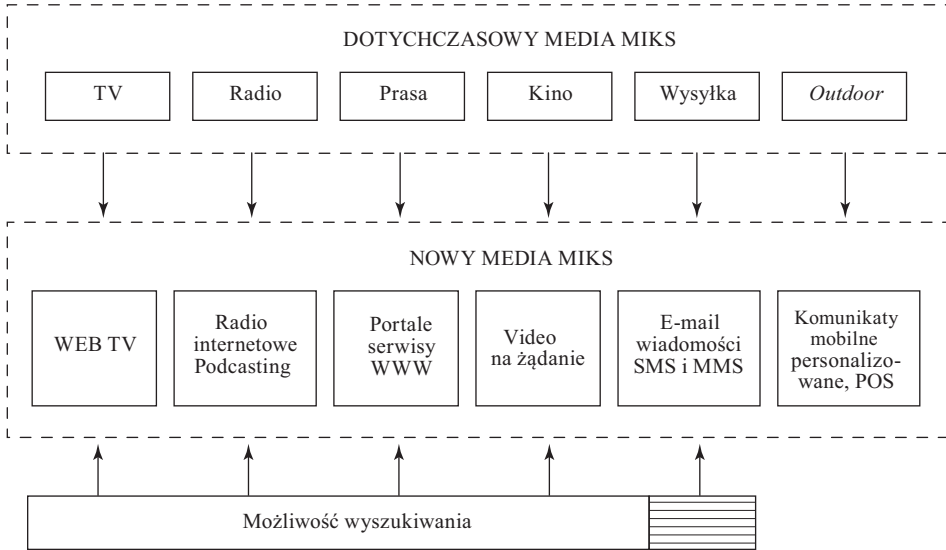 DOTYCHCZASOWY MEDIA MIKS
TV
Radio
Prasa
Kino
Wysyłka
Outdoor
NOWY MEDIA MIKS
WEB TV
Radio
internetowe
Podcasting
Portale
serwisy
WWW
Video
na żądanie
E-mail
wiadomości
SMS i MMS
Komunikaty
mobilne
personalizo-
wane, POS
Możliwość wyszukiwania